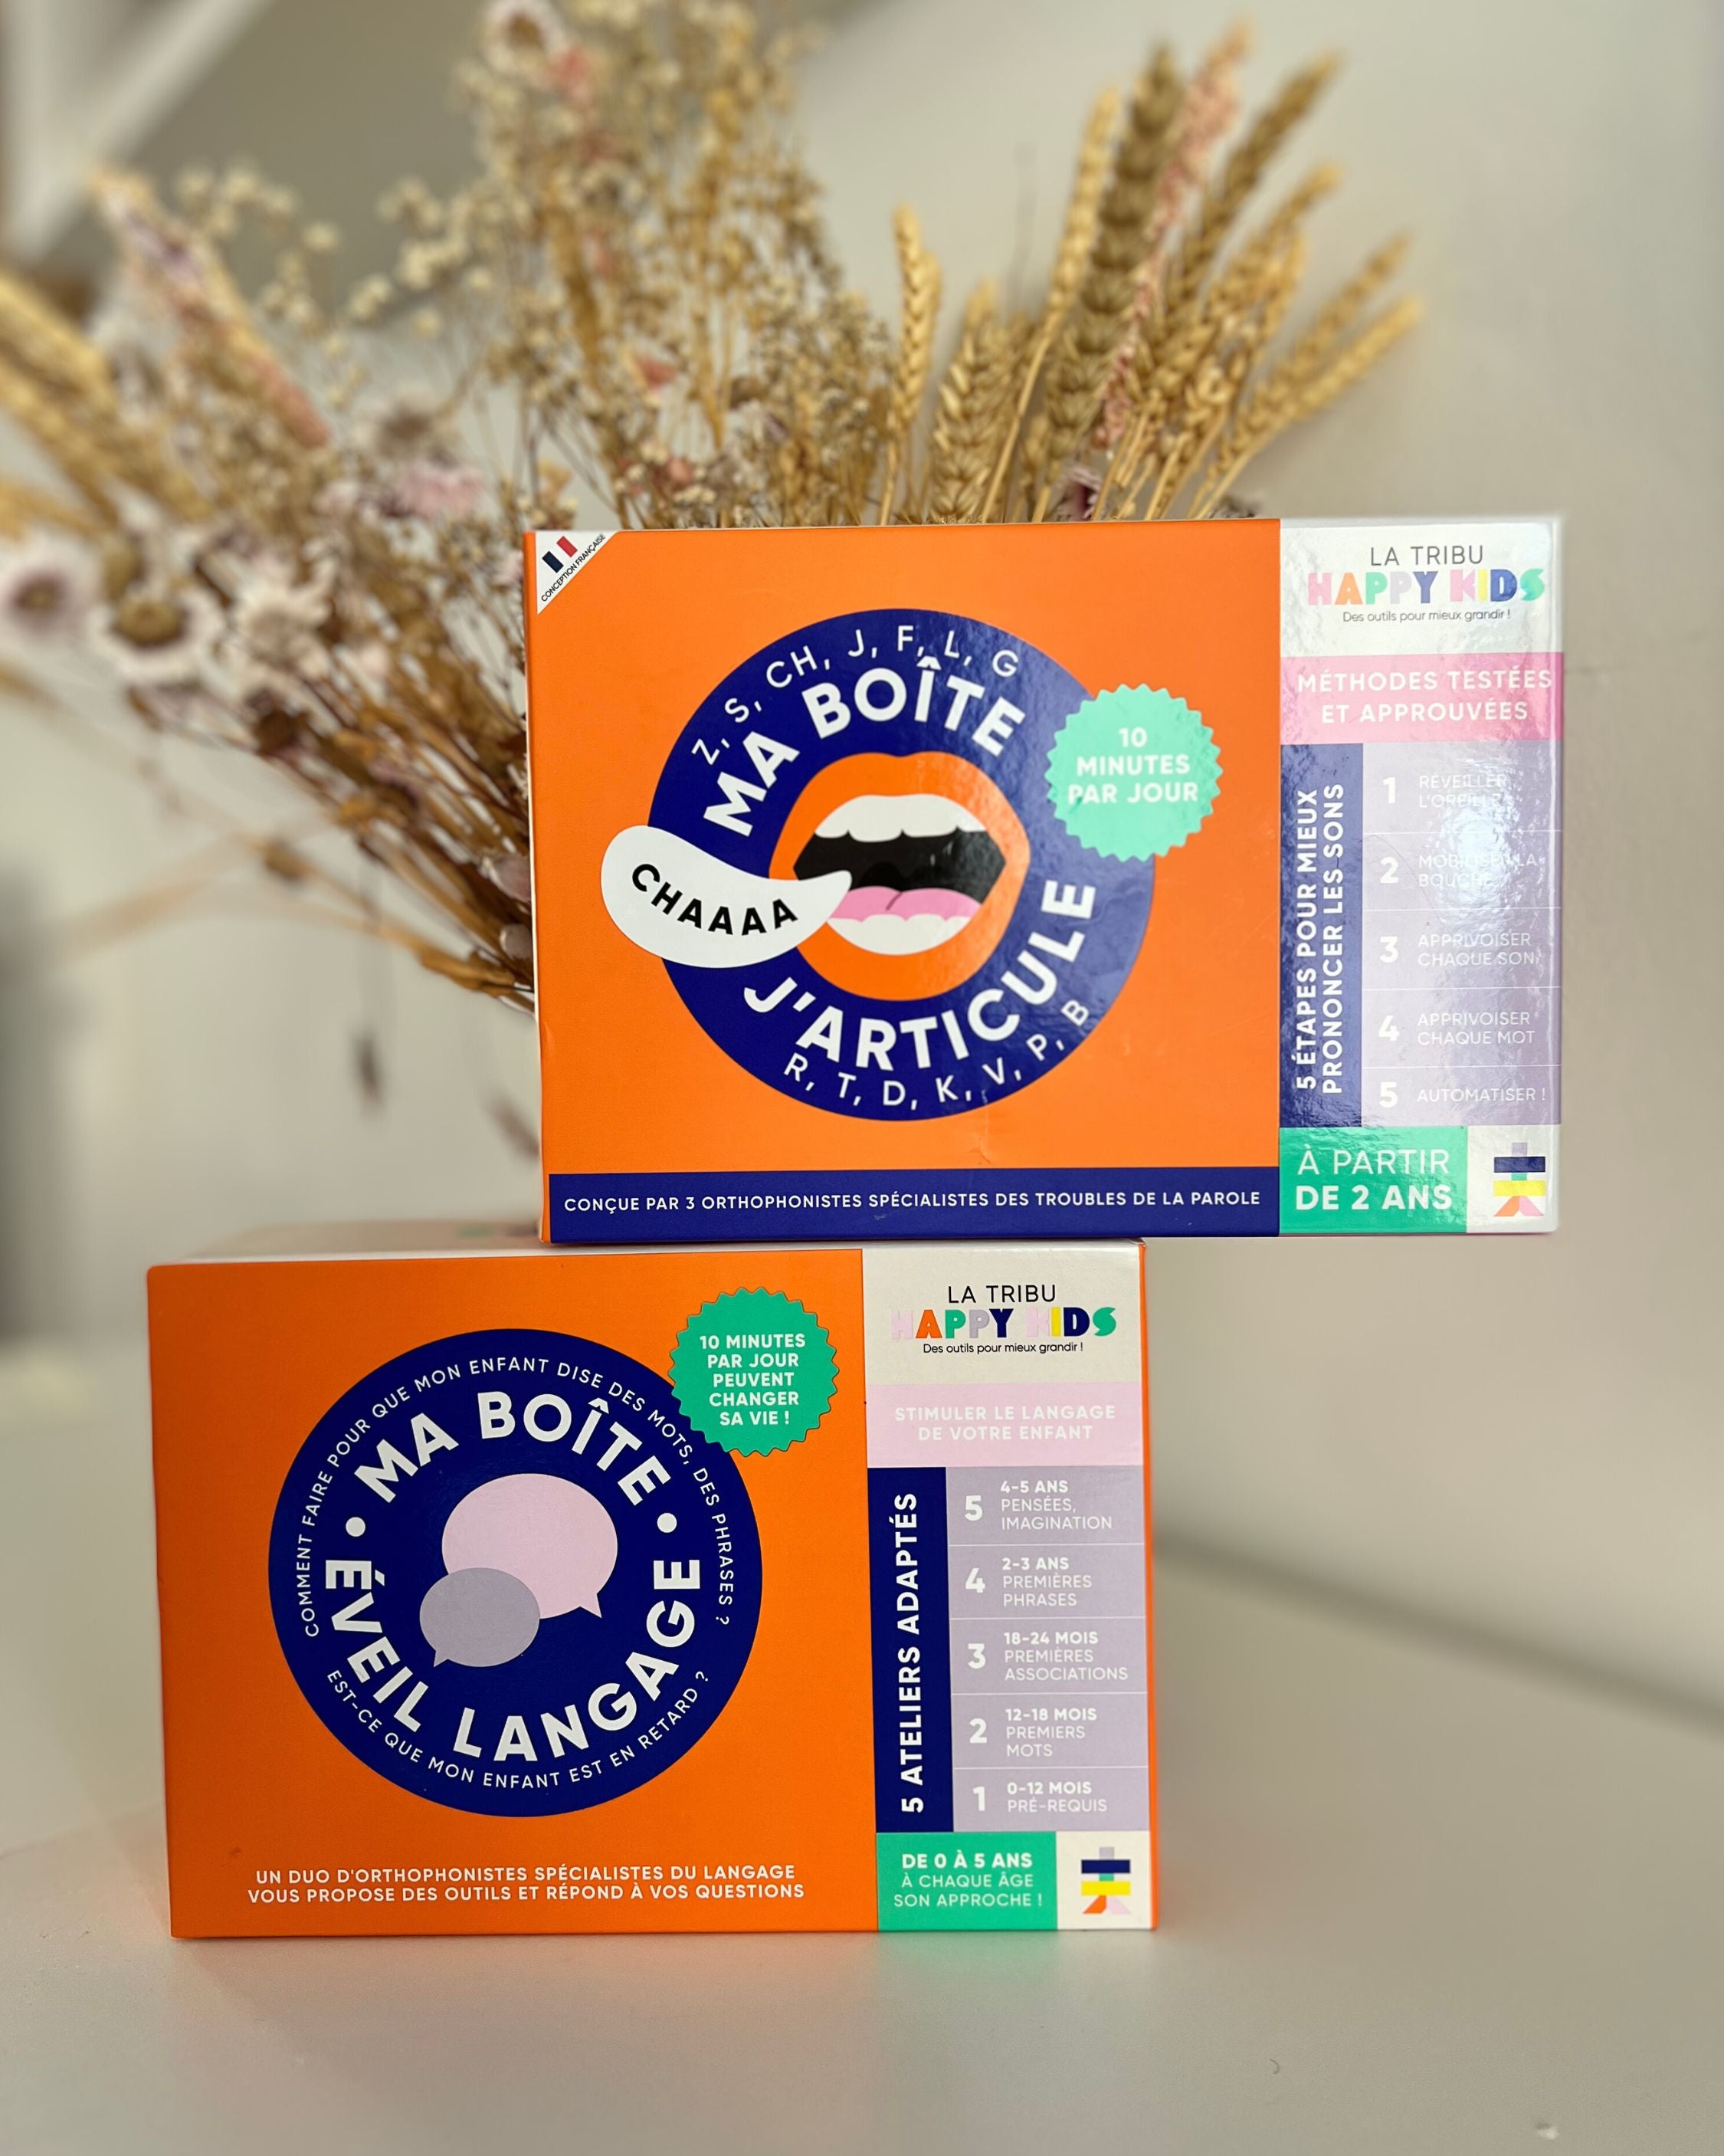 CONCEPTION FRANÇAISE
Z, S, CH, J, F, L, G
MA BOÎTE
J'ARTICULE
R, T, D, K, V, P, B
CHAAAA
10
MINUTES
PAR JOUR
CONÇUE PAR 3 ORTHOPHONISTES SPÉCIALISTES DES TROUBLES DE LA PAROLE
LA TRIBU
HAPPY KIDS
Des outils pour mieux grandir !
MÉTHODES TESTÉES
ET APPROUVÉES
5 ÉTAPES POUR MIEUX
PRONONCER LES SONS
1 RÉVEILLER
L'OREILLE
2 MOBILISER LA
BOUCHE
3 APPRIVOISER
CHAQUE SON
4 APPRIVOISER
CHAQUE MOT
5 AUTOMATISER !
À PARTIR
DE 2 ANS
COMMENT FAIRE POUR QUE MON ENFANT DISE DES MOTS, DES PHRASES ?
MA BOÎTE
ÉVEIL LANGAGE
EST-CE QUE MON ENFANT EST EN RETARD ?
10 MINUTES
PAR JOUR
PEUVENT
CHANGER
SA VIE !
UN DUO D'ORTHOPHONISTES SPÉCIALISTES DU LANGAGE
VOUS PROPOSE DES OUTILS ET RÉPOND À VOS QUESTIONS
LA TRIBU
HAPPY KIDS
Des outils pour mieux grandir !
STIMULER LE LANGAGE
DE VOTRE ENFANT
5 ATELIERS ADAPTÉS
5 4-5 ANS
PENSÉES,
IMAGINATION
4 2-3 ANS
PREMIÈRES
PHRASES
3 18-24 MOIS
PREMIÈRES
ASSOCIATIONS
2 12-18 MOIS
PREMIERS
MOTS
1 0-12 MOIS
PRÉ-REQUIS
DE 0 À 5 ANS
À CHAQUE ÂGE
SON APPROCHE !